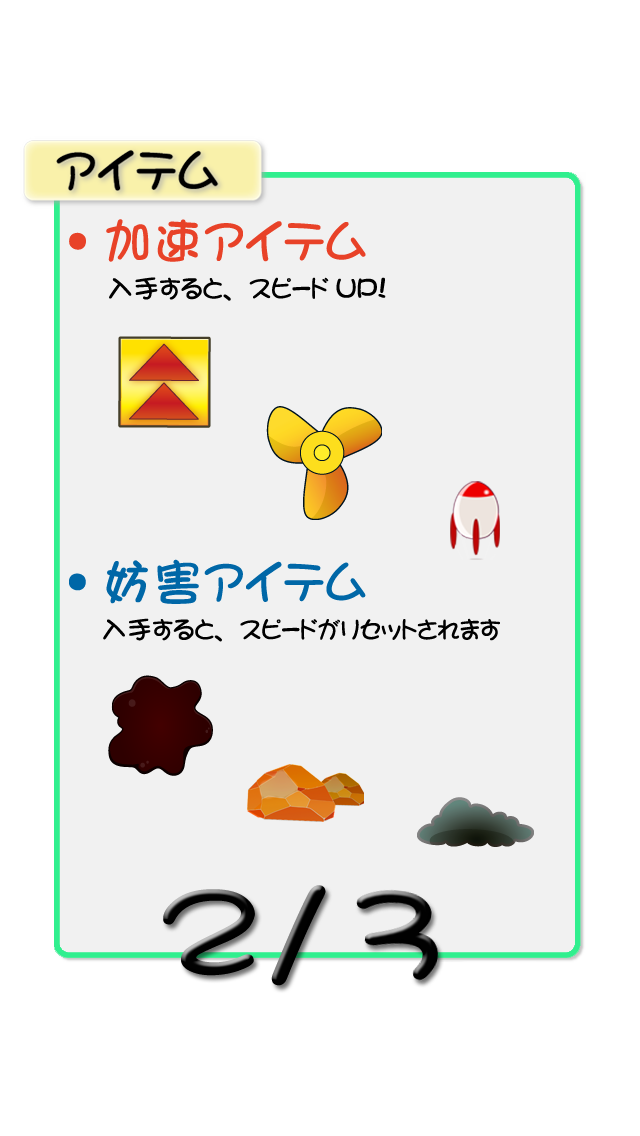 アイテム
• 加速アイテム
入手すると、スピードUP!
• 妨害アイテム
入手すると、スピードがリセットされます
2/3